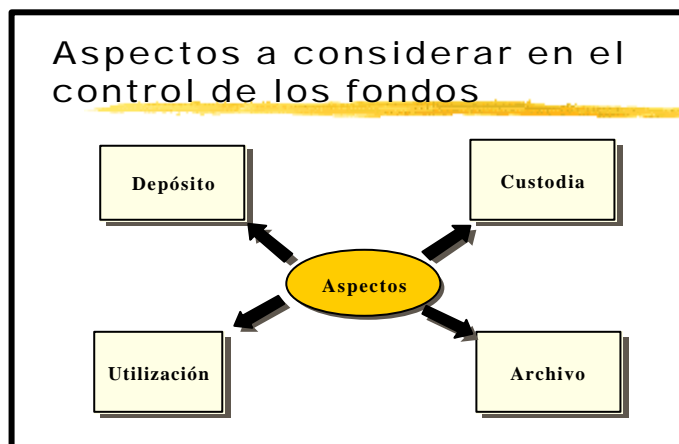 Aspectos a considerar en el
control de los fondos
Depósito
Custodia
Aspectos
Utilización
Archivo